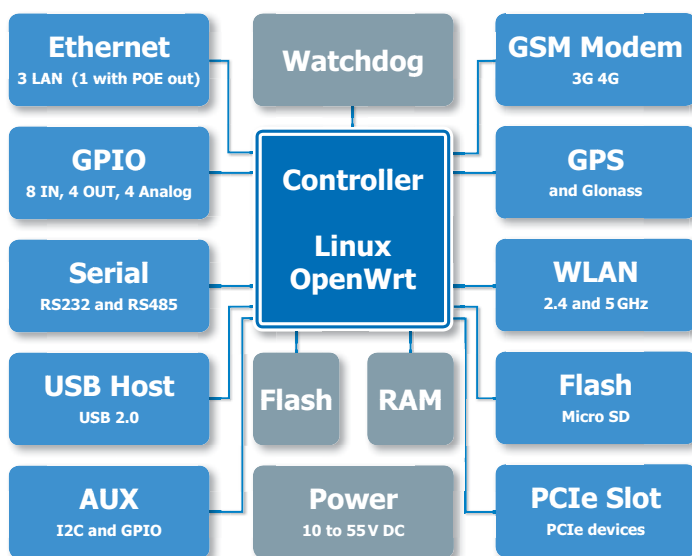 Ethernet
3 LAN (1 with POE out)
Watchdog
GSM Modem
3G 4G
GPIO
8 IN, 4 OUT, 4 Analog
Controller
Linux
OpenWrt
GPS
and Glonass
Serial
RS232 and RS485
WLAN
2.4 and 5 GHz
USB Host
USB 2.0
Flash
RAM
Flash
Micro SD
AUX
I2C and GPIO
Power
10 to 55 V DC
PCIe Slot
PCIe devices